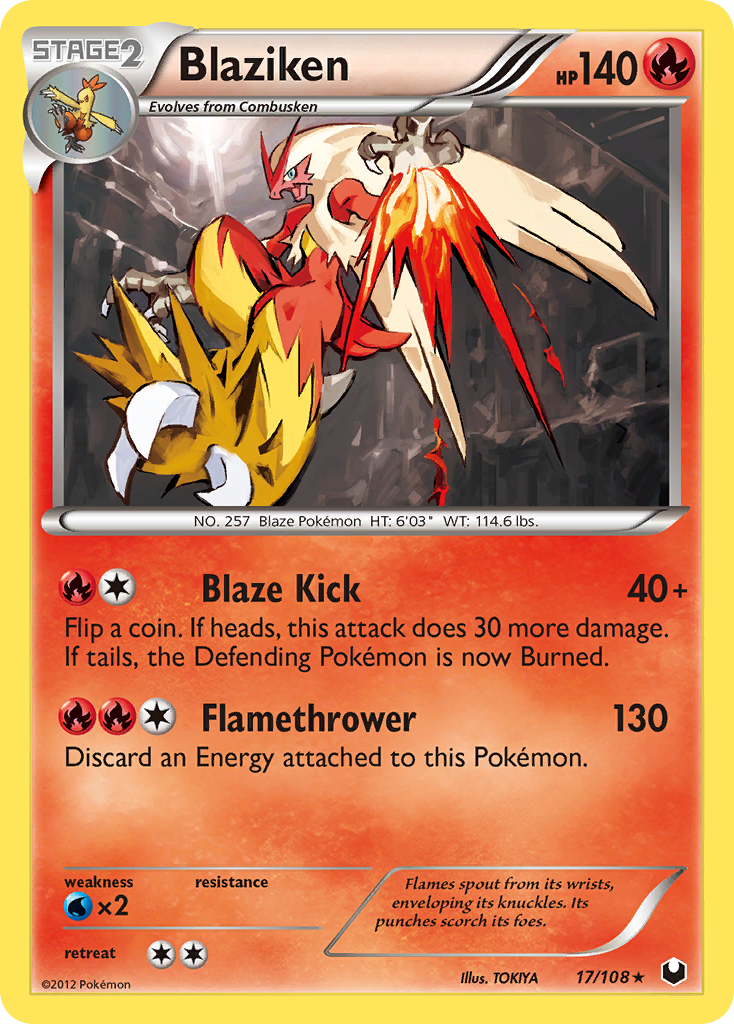 STAGE2
Blaziken
HP140
Evolves from Combusken
NO. 257 Blaze Pokémon HT: 6'03" WT: 114.6 lbs.
Blaze Kick 40+
Flip a coin. If heads, this attack does 30 more damage.
If tails, the Defending Pokémon is now Burned.
Flamethrower 130
Discard an Energy attached to this Pokémon.
weakness resistance
×2
Flames spout from its wrists,
enveloping its knuckles. Its
punches scorch its foes.
retreat
©2012 Pokémon
Illus. TOKIYA 17/108 ★